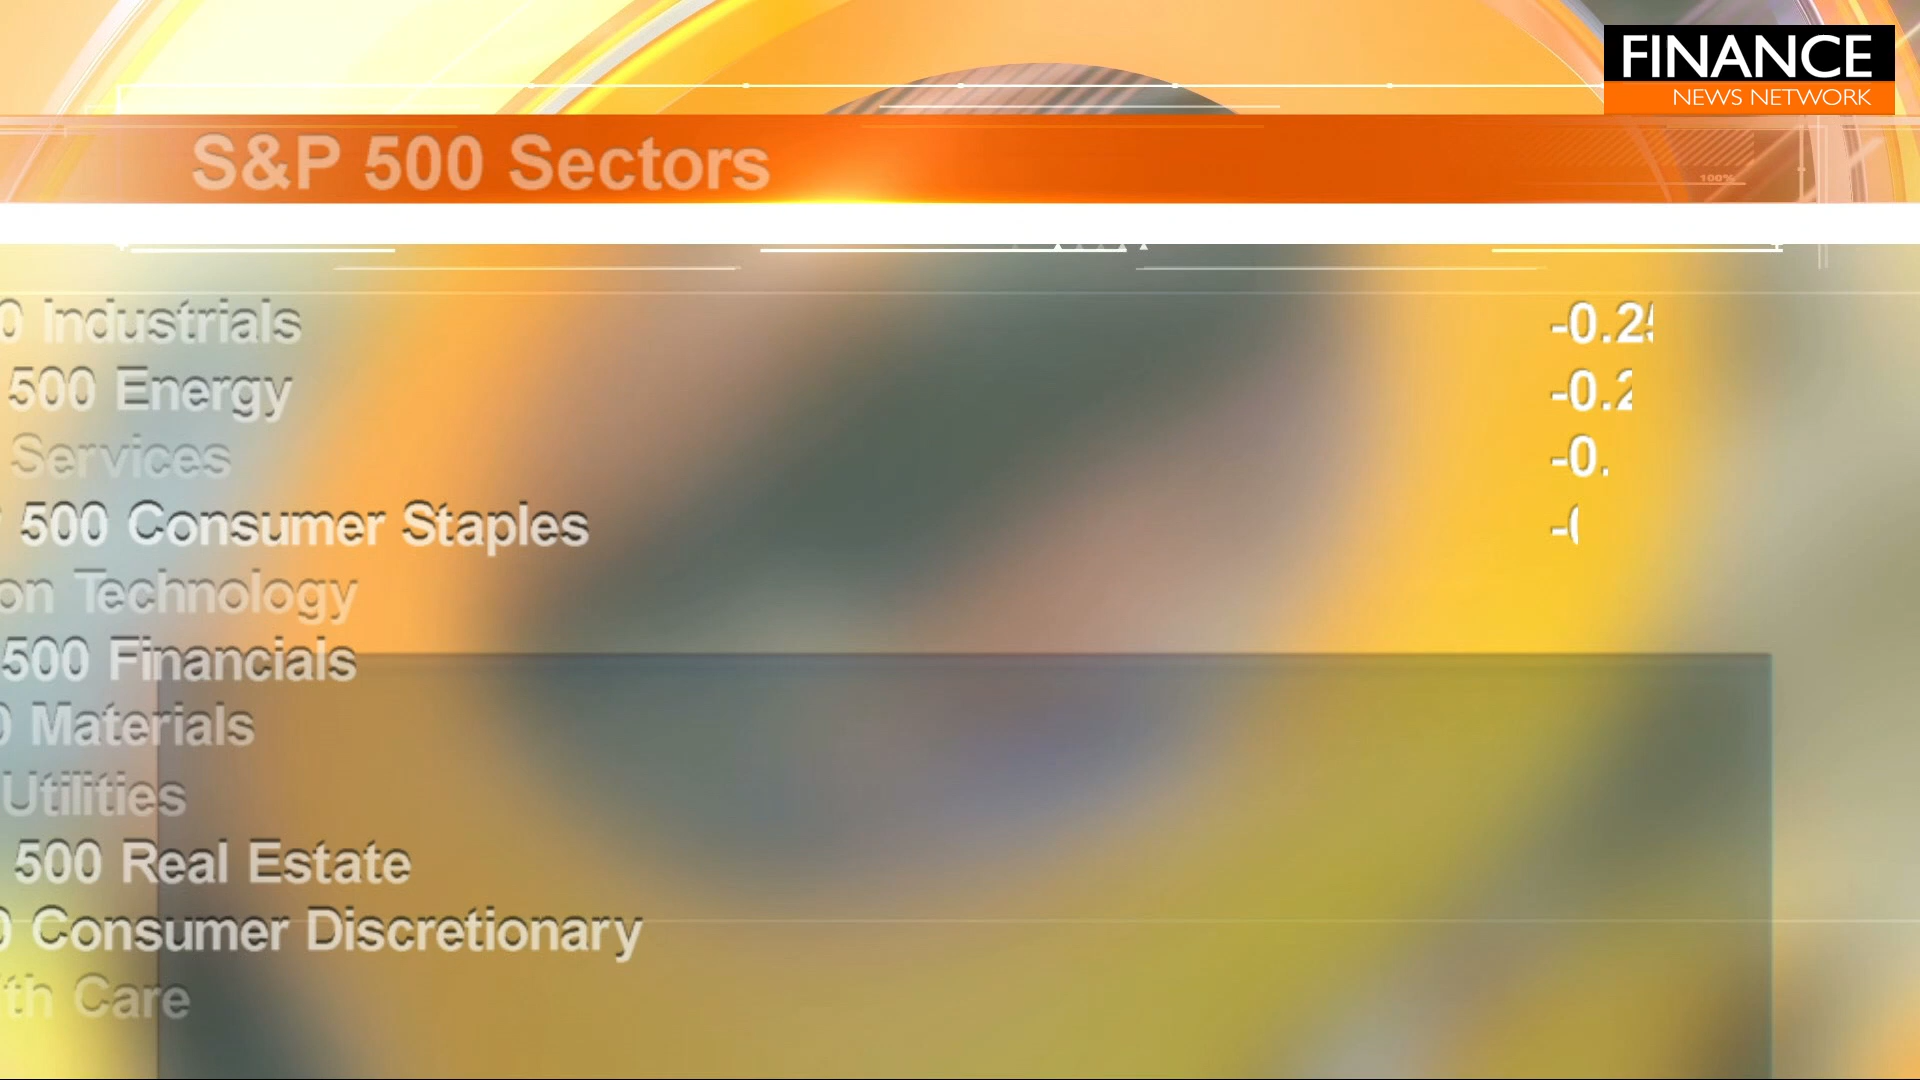 FINANCE
NEWS NETWORK
S&P 500 Sectors
100%
Industrials -0.2
500 Energy -0.2
Services -0.
500 Consumer Staples
Technology
500 Financials
Materials
Utilities
500 Real Estate
Consumer Discretionary
Care